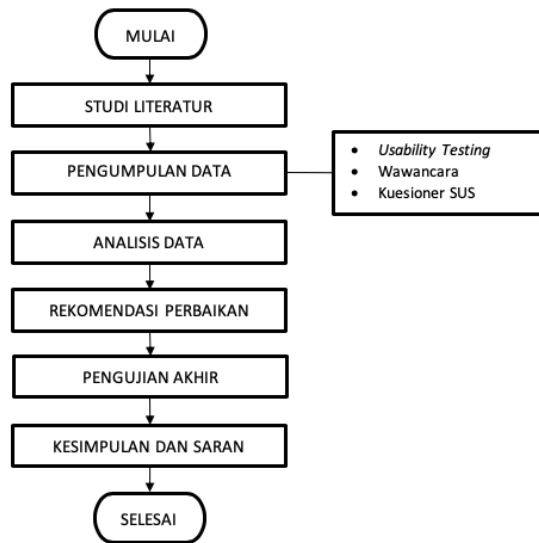 MULAI
STUDI LITERATUR
PENGUMPULAN DATA
• Usability Testing
• Wawancara
• Kuesioner SUS
ANALISIS DATA
REKOMENDASI PERBAIKAN
PENGUJIAN AKHIR
KESIMPULAN DAN SARAN
SELESAI